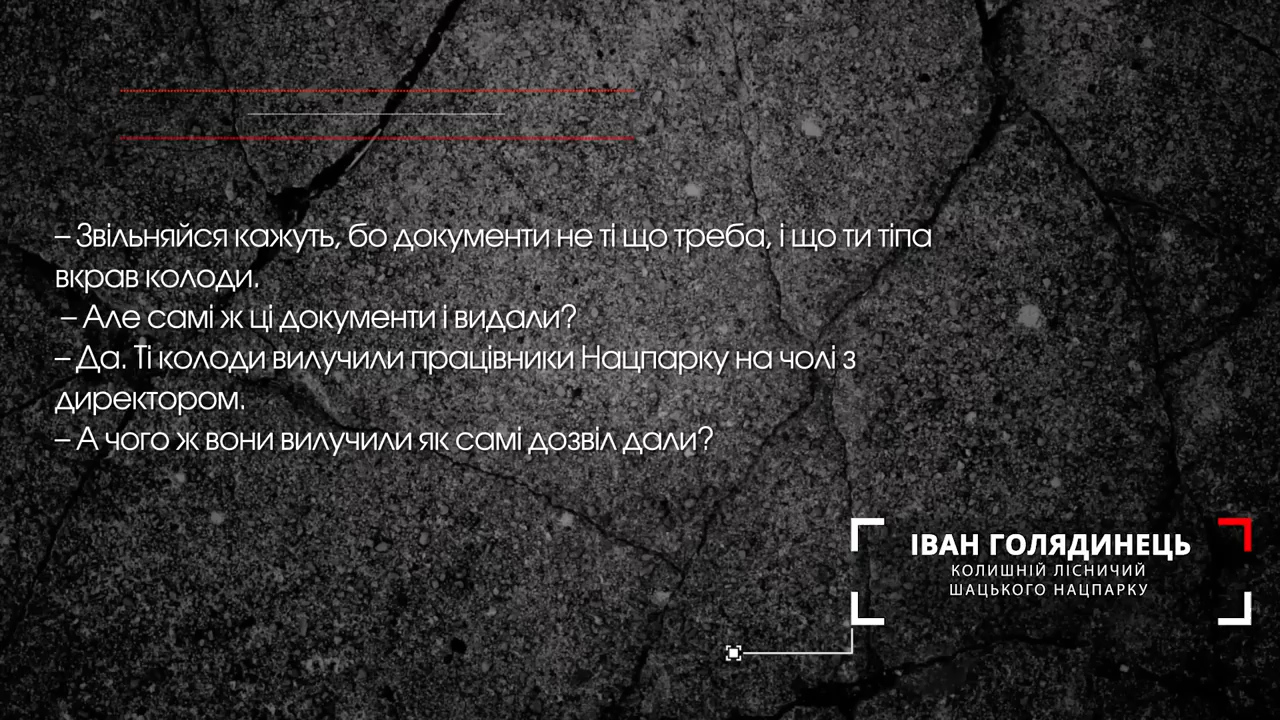 – Звільняйся кажуть, бо документи не ті що треба, і що ти тіпа
вкрав колоди.
– Але самі ж ці документи і видали?
– Да. Ті колоди вилучили працівники Нацпарку на чолі з
директором.
– А чого ж вони вилучили як самі дозвіл дали?
ІВАН ГОЛЯДИНЕЦЬ
КОЛИШНІЙ ЛІСНИЧИЙ
ШАЦЬКОГО НАЦПАРКУ